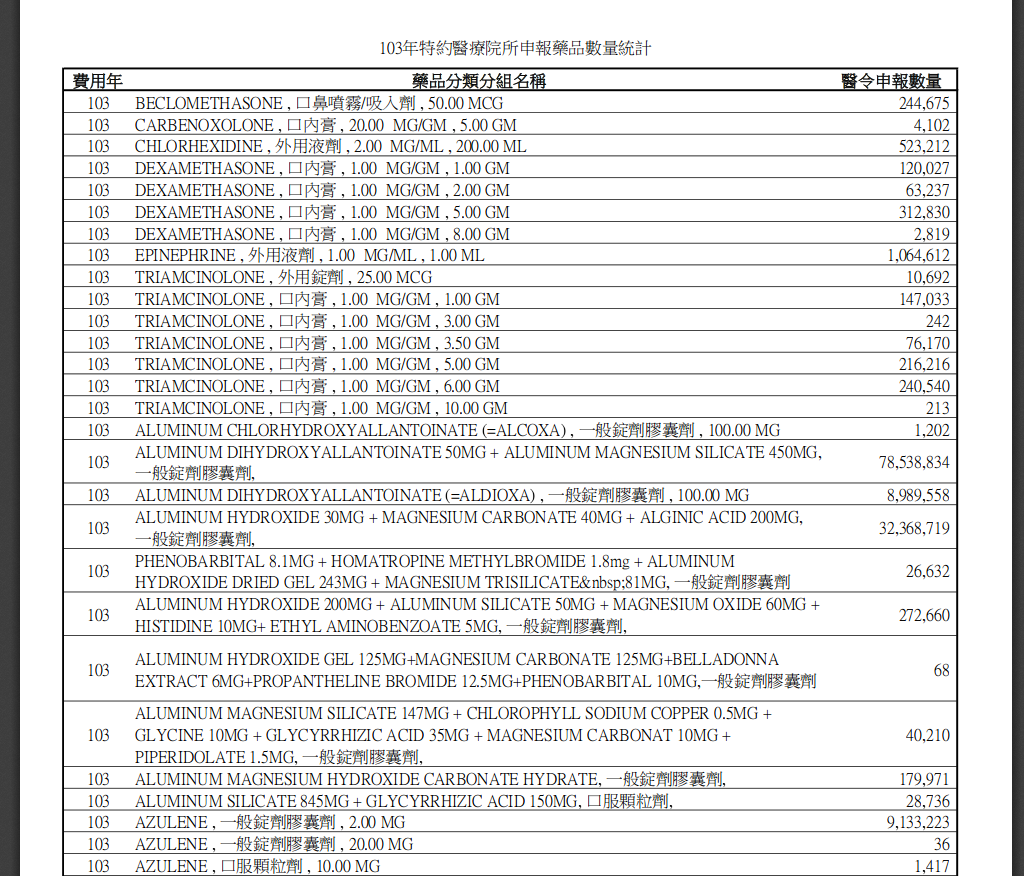 103年特約醫療院所申報藥品數量統計
費用年 藥品分類分組名稱 醫令申報數量
103 BECLOMETHASONE , 口鼻噴霧/吸入劑 , 50.00 MCG 244,675
103 CARBENOXOLONE , 口內膏 , 20.00 MG/GM , 5.00 GM 4,102
103 CHLORHEXIDINE , 外用液劑 , 2.00 MG/ML , 200.00 ML 523,212
103 DEXAMETHASONE , 口內膏 , 1.00 MG/GM , 1.00 GM 120,027
103 DEXAMETHASONE , 口內膏 , 1.00 MG/GM , 2.00 GM 63,237
103 DEXAMETHASONE , 口內膏 , 1.00 MG/GM , 5.00 GM 312,830
103 DEXAMETHASONE , 口內膏 , 1.00 MG/GM , 8.00 GM 2,819
103 EPINEPHRINE , 外用液劑 , 1.00 MG/ML , 1.00 ML 1,064,612
103 TRIAMCINOLONE , 外用錠劑 , 25.00 MCG 10,692
103 TRIAMCINOLONE , 口內膏 , 1.00 MG/GM , 1.00 GM 147,033
103 TRIAMCINOLONE , 口內膏 , 1.00 MG/GM , 3.00 GM 242
103 TRIAMCINOLONE , 口內膏 , 1.00 MG/GM , 3.50 GM 76,170
103 TRIAMCINOLONE , 口內膏 , 1.00 MG/GM , 5.00 GM 216,216
103 TRIAMCINOLONE , 口內膏 , 1.00 MG/GM , 6.00 GM 240,540
103 TRIAMCINOLONE , 口內膏 , 1.00 MG/GM , 10.00 GM 213
103 ALUMINUM CHLORHYDROXYALLANTOINATE (=ALCOXA) , 一般錠劑膠囊劑 , 100.00 MG 1,202
103 ALUMINUM DIHYDROXYALLANTOINATE 50MG + ALUMINUM MAGNESIUM SILICATE 450MG, 78,538,834
一般錠劑膠囊劑,
103 ALUMINUM DIHYDROXYALLANTOINATE (=ALDIOXA) , 一般錠劑膠囊劑 , 100.00 MG 8,989,558
103 ALUMINUM HYDROXIDE 30MG + MAGNESIUM CARBONATE 40MG + ALGINIC ACID 200MG, 32,368,719
一般錠劑膠囊劑,
103 PHENOBARBITAL 8.1MG + HOMATROPINE METHYLBROMIDE 1.8mg + ALUMINUM 26,632
HYDROXIDE DRIED GEL 243MG + MAGNESIUM TRISILICATE&nbsp;81MG, 一般錠劑膠囊劑
103 ALUMINUM HYDROXIDE 200MG + ALUMINUM SILICATE 50MG + MAGNESIUM OXIDE 60MG + 272,660
HISTIDINE 10MG+ ETHYL AMINOBENZOATE 5MG, 一般錠劑膠囊劑,
103 ALUMINUM HYDROXIDE GEL 125MG+MAGNESIUM CARBONATE 125MG+BELLADONNA 68
EXTRACT 6MG+PROPANTHELINE BROMIDE 12.5MG+PHENOBARBITAL 10MG,一般錠劑膠囊劑
ALUMINUM MAGNESIUM SILICATE 147MG + CHLOROPHYLL SODIUM COPPER 0.5MG +
103 GLYCINE 10MG + GLYCYRRHIZIC ACID 35MG + MAGNESIUM CARBONAT 10MG + 40,210
PIPERIDOLATE 1.5MG, 一般錠劑膠囊劑,
103 ALUMINUM MAGNESIUM HYDROXIDE CARBONATE HYDRATE, 一般錠劑膠囊劑, 179,971
103 ALUMINUM SILICATE 845MG + GLYCYRRHIZIC ACID 150MG, 口服顆粒劑, 28,736
103 AZULENE , 一般錠劑膠囊劑 , 2.00 MG 9,133,223
103 AZULENE , 一般錠劑膠囊劑 , 20.00 MG 36
103 AZULENE , 口服顆粒劑 , 10.00 MG 1,417